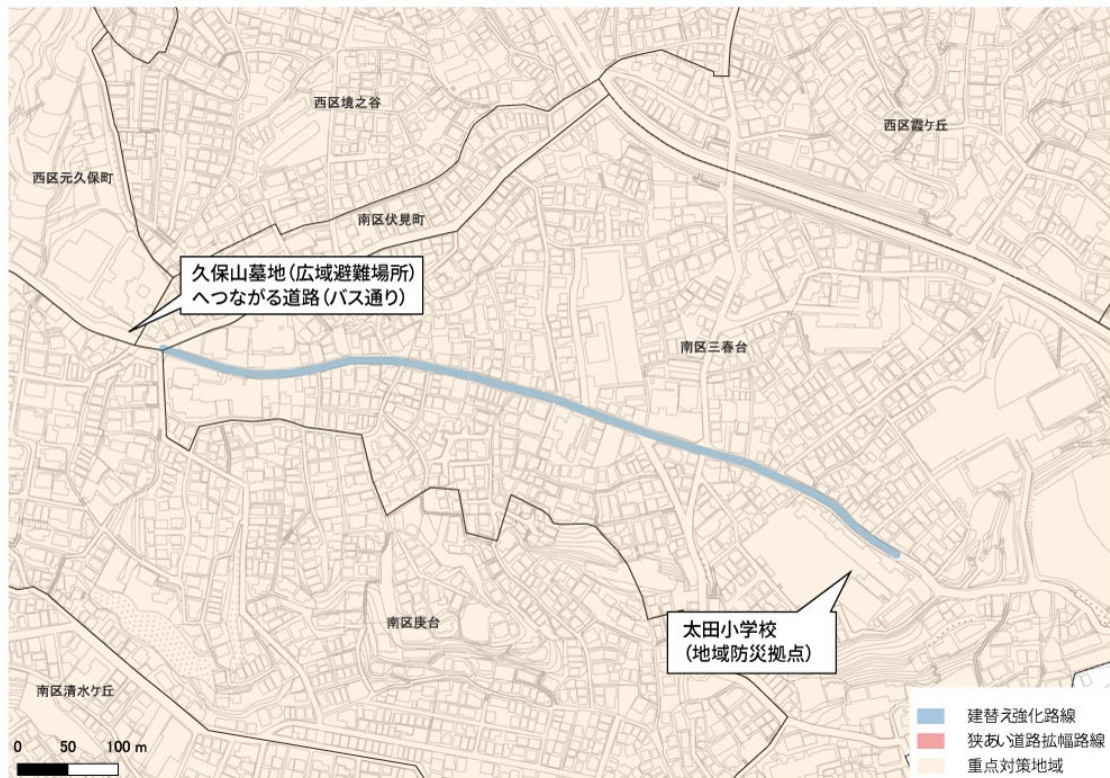 西区境之谷
西区霞ケ丘
西区元久保町
南区伏見町
久保山墓地（広域避難場所）
へつながる道路（バス通り）
南区三春台
南区庚台
太田小学校
（地域防災拠点）
南区清水ケ丘
0 50 100 m
建替え強化路線
狭あい道路拡幅路線
重点対策地域